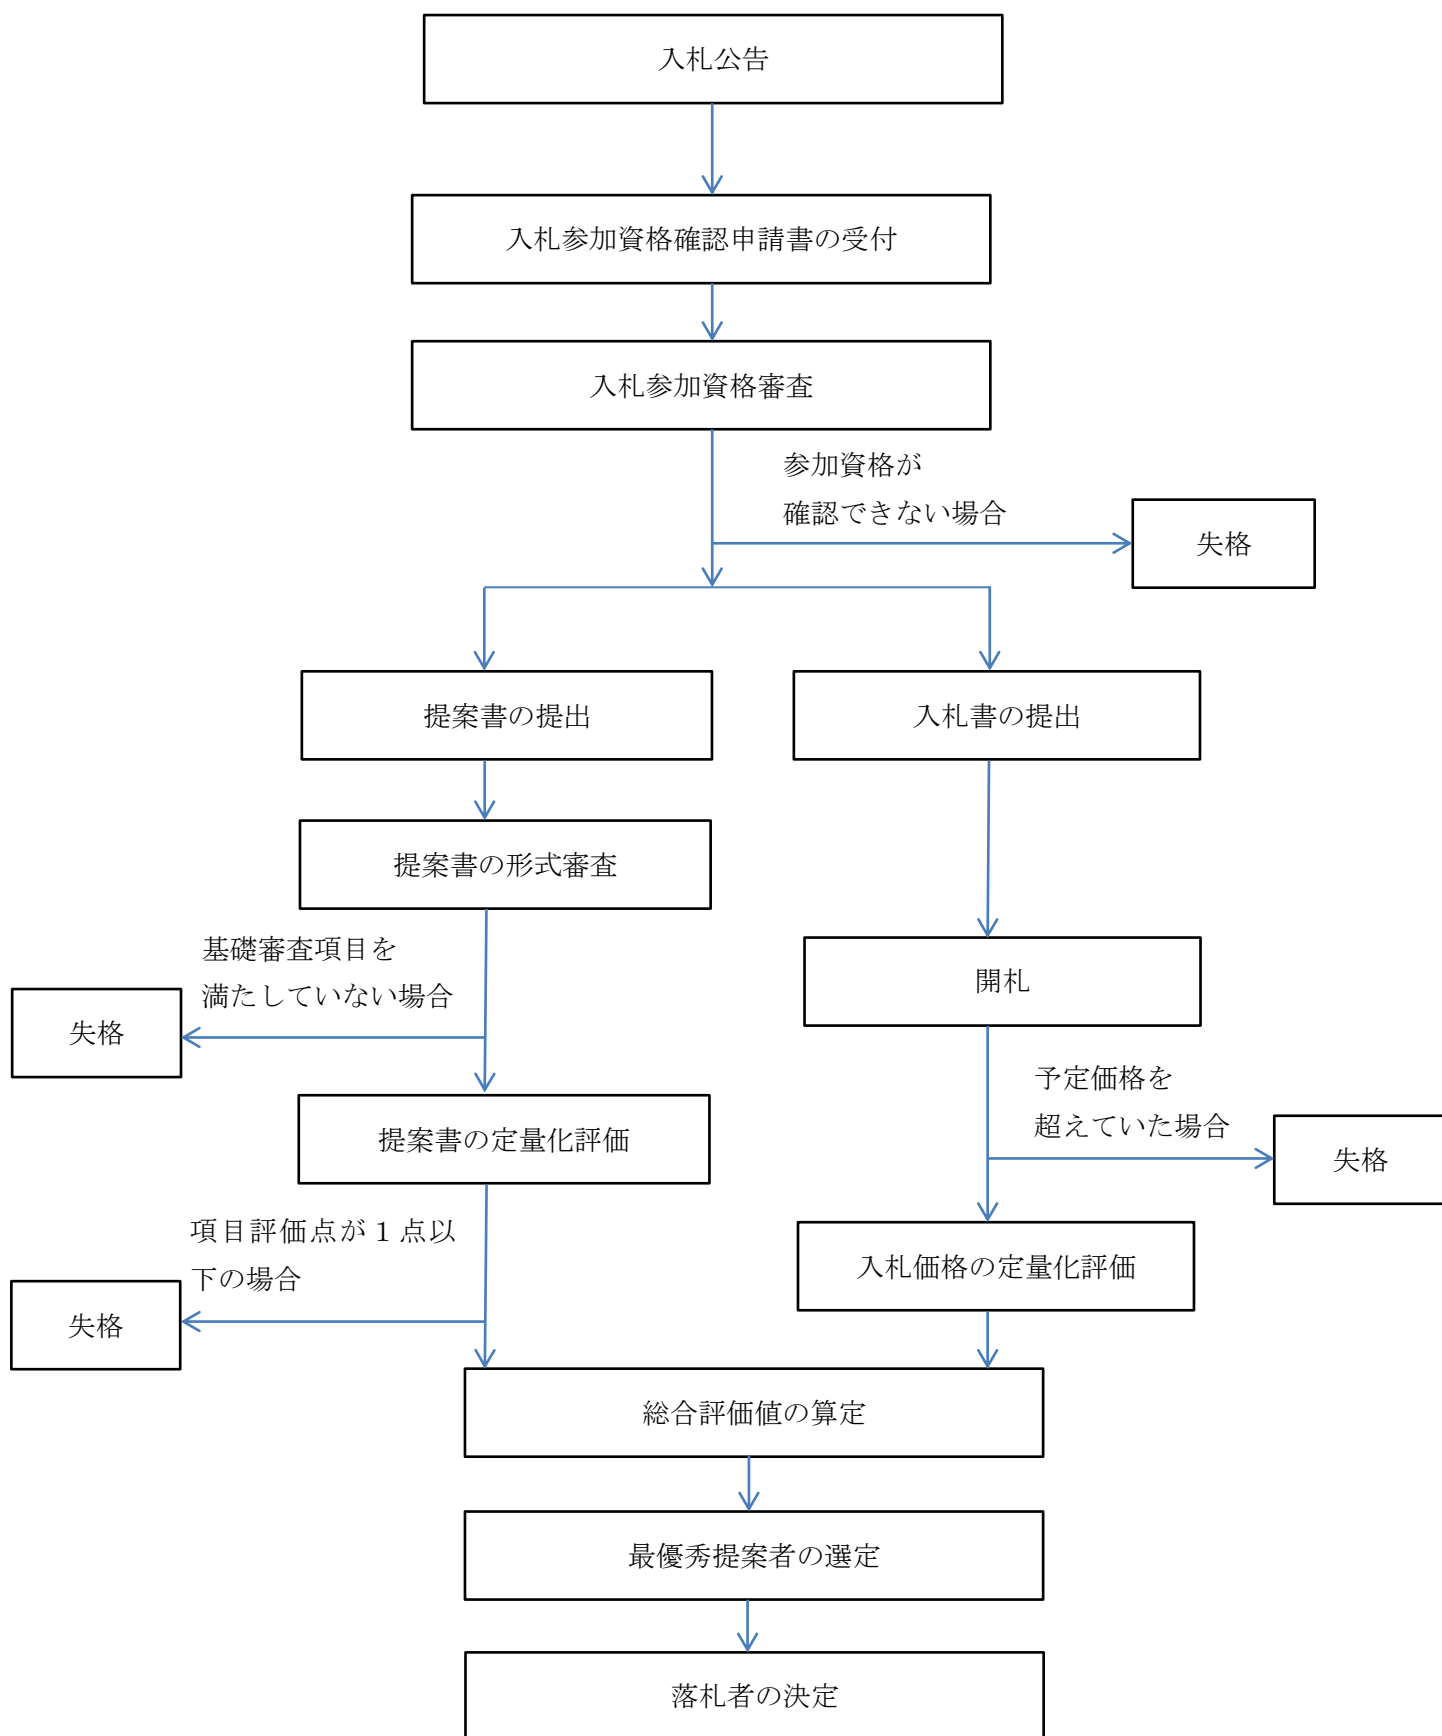 入札公告
入札参加資格確認申請書の受付
入札参加資格審査
参加資格が
確認できない場合
失格
提案書の提出
入札書の提出
提案書の形式審査
基礎審査項目を
満たしていない場合
失格
開札
予定価格を
超えていた場合
失格
提案書の定量化評価
項目評価点が１点以
下の場合
失格
入札価格の定量化評価
総合評価値の算定
最優秀提案者の選定
落札者の決定